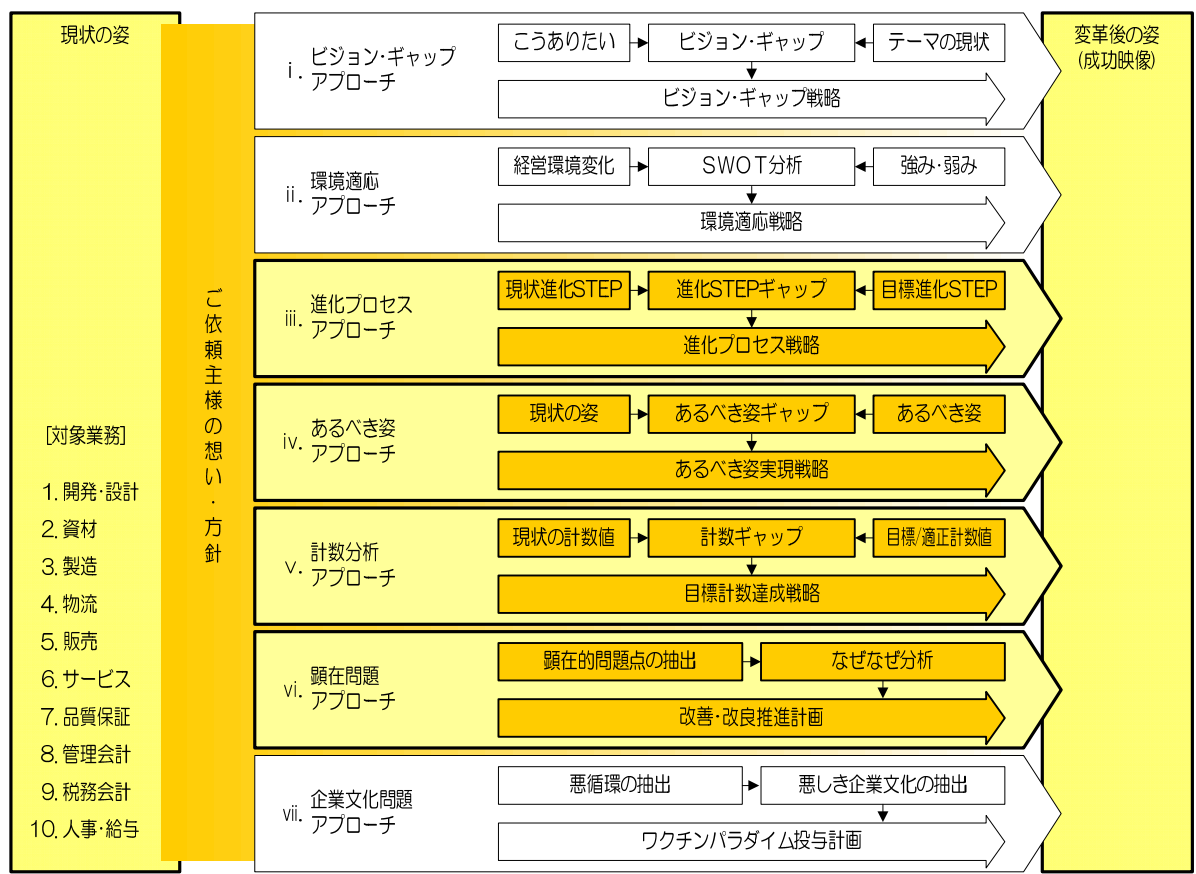 現状の姿
[対象業務]
1. 開発・設計
2. 資材
3. 製造
4. 物流
5. 販売
6. サービス
7. 品質保証
8. 管理会計
9. 税務会計
10. 人事・給与
ご依頼主様の想い・方針
ⅰ. ビジョン・ギャップ
アプローチ
こうありたい
ビジョン・ギャップ
テーマの現状
ビジョン・ギャップ戦略
ⅱ. 環境適応
アプローチ
経営環境変化
SWOT分析
強み・弱み
環境適応戦略
ⅲ. 進化プロセス
アプローチ
現状進化STEP
進化STEPギャップ
目標進化STEP
進化プロセス戦略
ⅳ. あるべき姿
アプローチ
現状の姿
あるべき姿ギャップ
あるべき姿
あるべき姿実現戦略
ⅴ. 計数分析
アプローチ
現状の計数値
計数ギャップ
目標/適正計数値
目標計数達成戦略
ⅵ. 顕在問題
アプローチ
顕在的問題点の抽出
なぜなぜ分析
改善・改良推進計画
ⅶ. 企業文化問題
アプローチ
悪循環の抽出
悪しき企業文化の抽出
ワクチンパラダイム投与計画
変革後の姿
(成功映像)